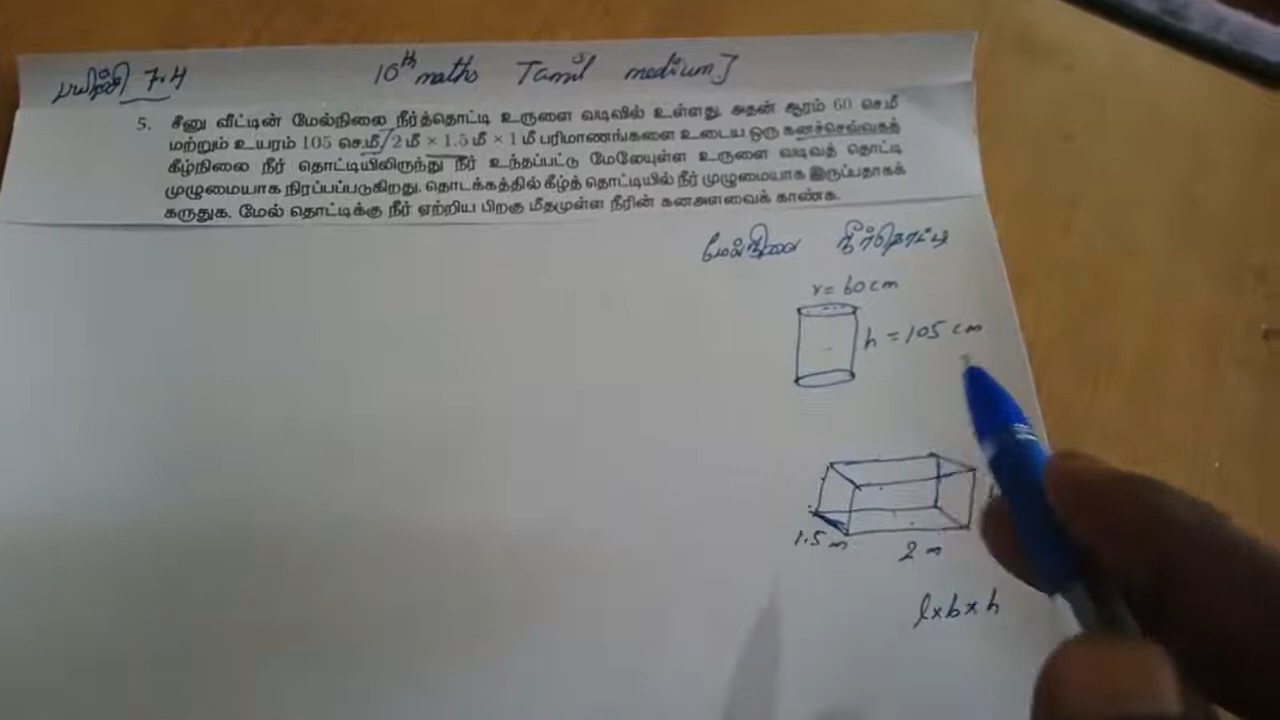 பயிற்சி 7.4 10th maths Tamil medium]
5. சீனு வீட்டின் மேல்நிலை நீர்த்தொட்டி உருளை வடிவில் உள்ளது. அதன் ஆரம் 60 செ.மீ
மற்றும் உயரம் 105 செ.மீ. 2 மீ × 1.5 மீ × 1 மீ பரிமாணங்களை உடைய ஒரு கனச்செவ்வகத்
கீழ்நிலை நீர் தொட்டியிலிருந்து நீர் உந்தப்பட்டு மேலேயுள்ள உருளை வடிவத் தொட்டி
முழுமையாக நிரப்பப்படுகிறது. தொடக்கத்தில் கீழ்த் தொட்டியில் நீர் முழுமையாக இருப்பதாகக்
கருதுக. மேல் தொட்டிக்கு நீர் ஏற்றிய பிறகு மீதமுள்ள நீரின் கனஅளவைக் காண்க.
மேல்நிலை நீர்தொட்டி
r = 60 cm
h = 105 cm
1.5 m 2 m
l×b×h